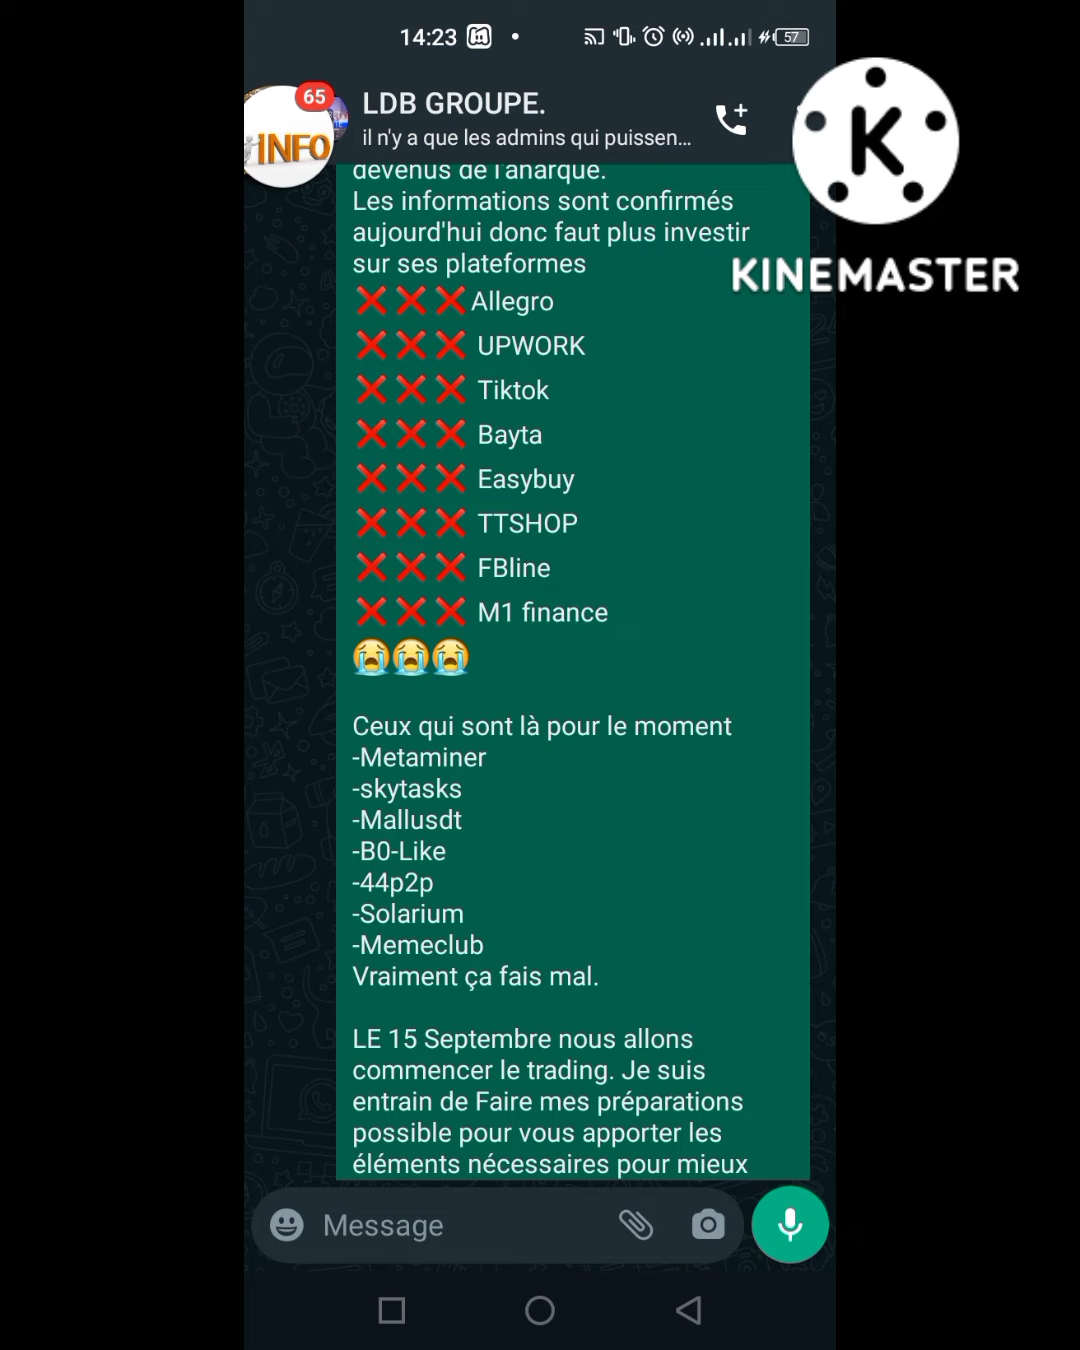 14:23
57
65
INFO
LDB GROUPE.
il n'y a que les admins qui puissen...
KINEMASTER
devenus de l'anarque.
Les informations sont confirmés
aujourd'hui donc faut plus investir
sur ses plateformes
❌❌❌Allegro
❌❌❌ UPWORK
❌❌❌ Tiktok
❌❌❌ Bayta
❌❌❌ Easybuy
❌❌❌ TTSHOP
❌❌❌ FBline
❌❌❌ M1 finance
😭😭😭
Ceux qui sont là pour le moment
-Metaminer
-skytasks
-Mallusdt
-B0-Like
-44p2p
-Solarium
-Memeclub
Vraiment ça fais mal.
LE 15 Septembre nous allons
commencer le trading. Je suis
entrain de Faire mes préparations
possible pour vous apporter les
éléments nécessaires pour mieux
Message